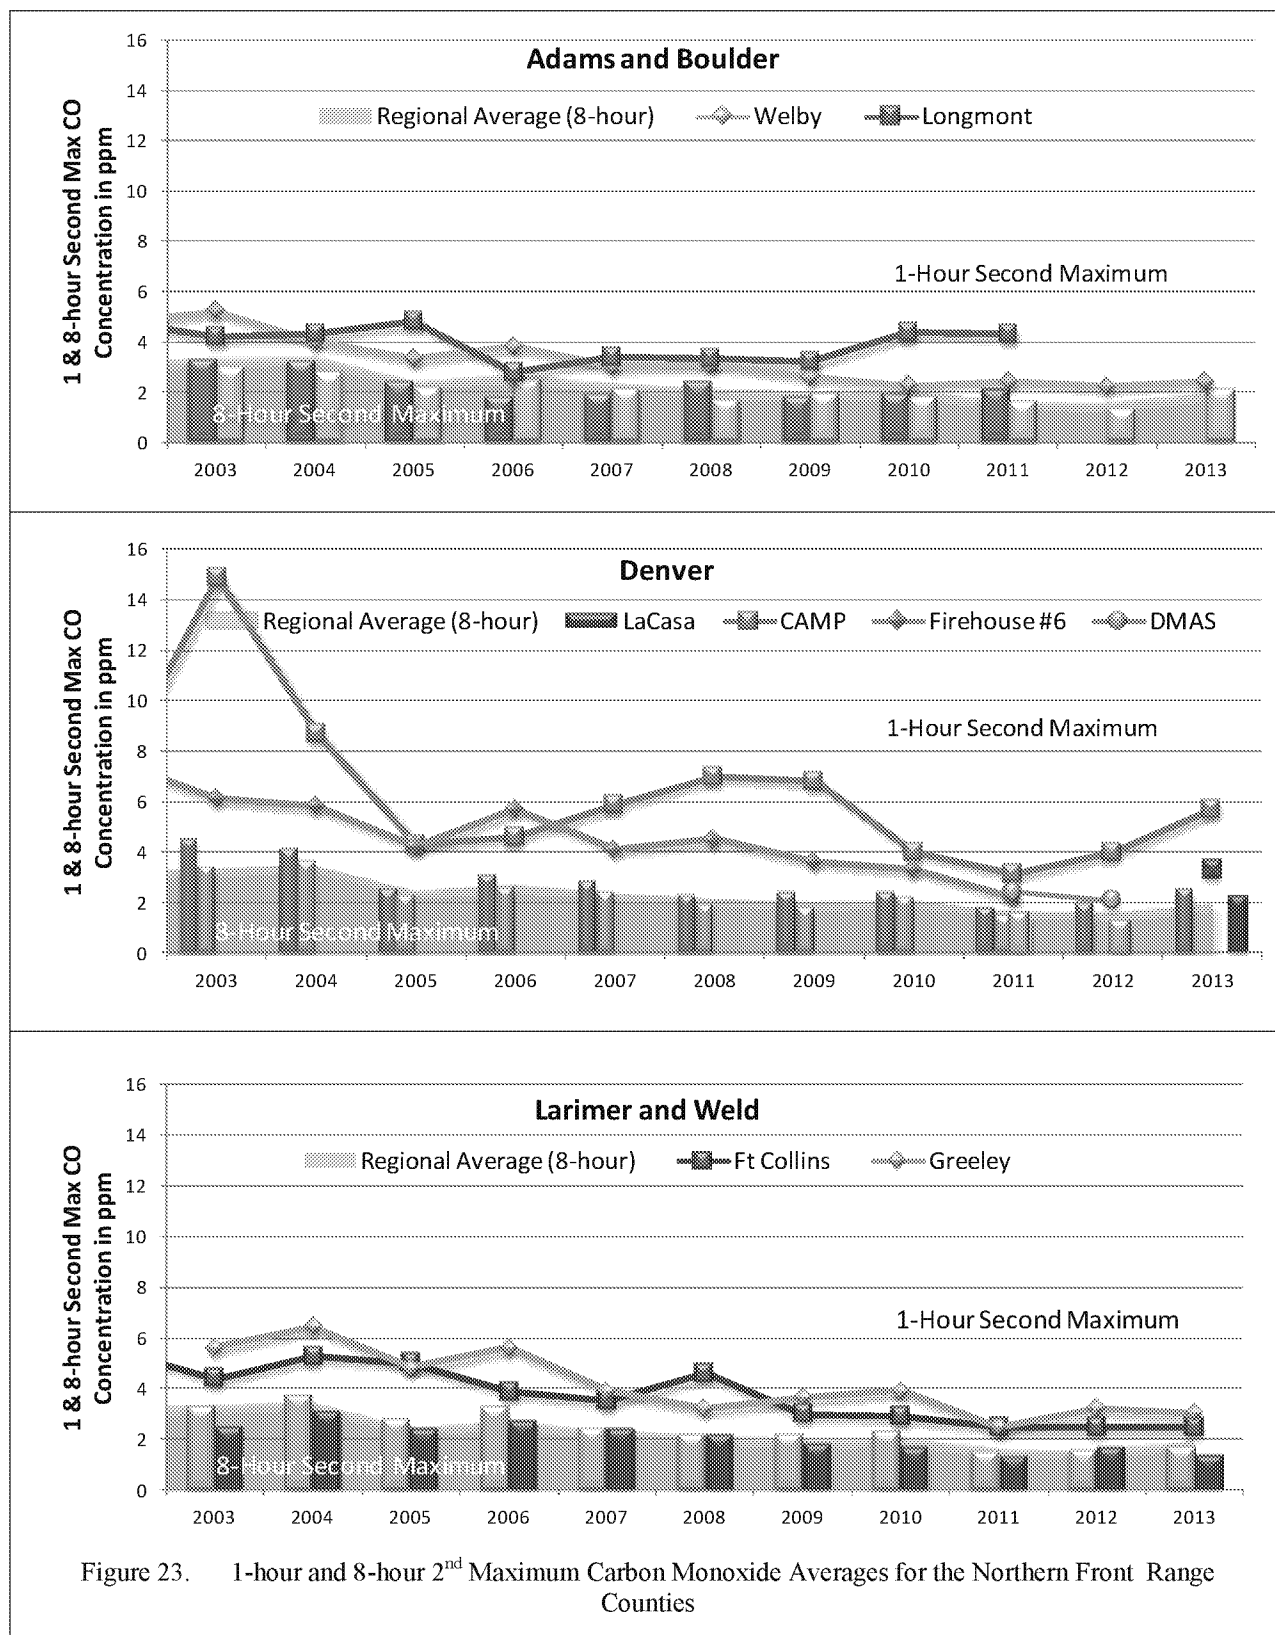 Adams and Boulder
1 & 8-hour Second Max CO
Concentration in ppm
16
14
12
10
8
6
4
2
0
Regional Average (8-hour) Welby Longmont
1-Hour Second Maximum
8-Hour Second Maximum
2003 2004 2005 2006 2007 2008 2009 2010 2011 2012 2013
Denver
1 & 8-hour Second Max CO
Concentration in ppm
16
14
12
10
8
6
4
2
0
Regional Average (8-hour) LaCasa CAMP Firehouse #6 DMAS
1-Hour Second Maximum
8-Hour Second Maximum
2003 2004 2005 2006 2007 2008 2009 2010 2011 2012 2013
Larimer and Weld
1 & 8-hour Second Max CO
Concentration in ppm
16
14
12
10
8
6
4
2
0
Regional Average (8-hour) Ft Collins Greeley
1-Hour Second Maximum
8-Hour Second Maximum
2003 2004 2005 2006 2007 2008 2009 2010 2011 2012 2013
Figure 23. 1-hour and 8-hour 2nd Maximum Carbon Monoxide Averages for the Northern Front Range
Counties